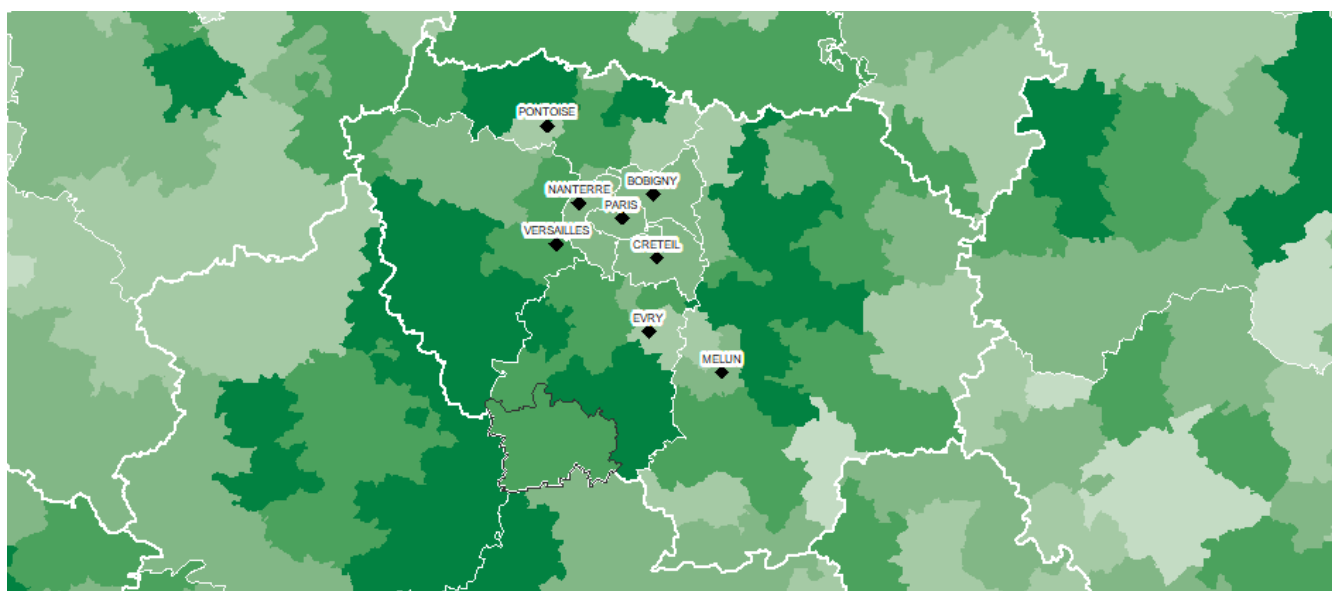 PONTOISE
BOBIGNY
NANTERRE
PARIS
VERSAILLES
CRETEIL
EVRY
MELUN